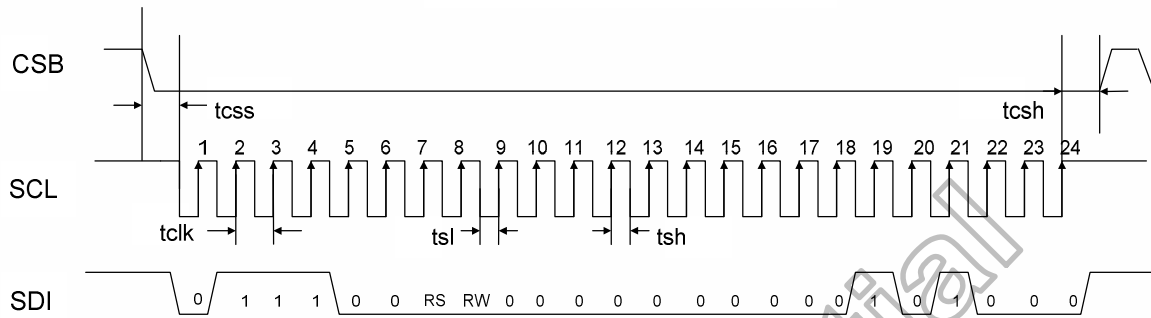 CSB
tcss
tcsh
1 2 3 4 5 6 7 8 9 10 11 12 13 14 15 16 17 18 19 20 21 22 23 24
SCL
tclk
tsl
tsh
SDI
0 1 1 1 0 0 RS RW 0 0 0 0 0 0 0 0 0 0 1 0 1 0 0 0